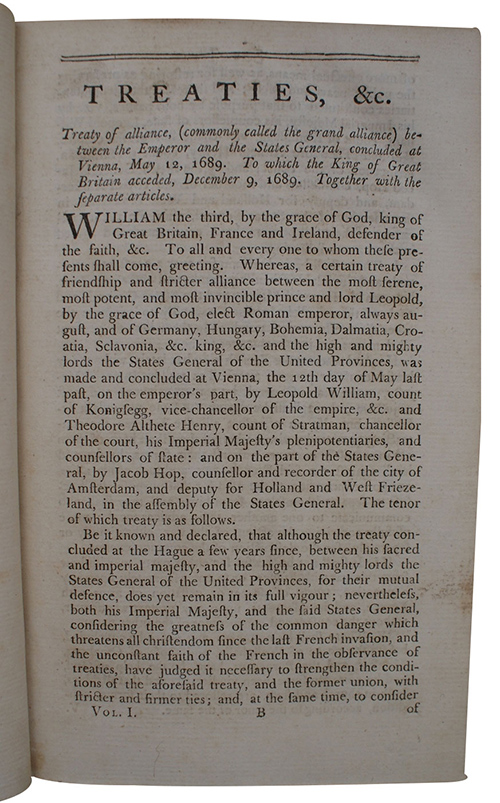 TREATIES, &c.
Treaty of alliance, (commonly called the grand alliance) be-
tween the Emperor and the States General, concluded at
Vienna, May 12, 1689. To which the King of Great
Britain acceded, December 9, 1689. Together with the
ſeparate articles.
WILLIAM the third, by the grace of God, king of
Great Britain, France and Ireland, defender of
the faith, &c. To all and every one to whom theſe pre-
ſents ſhall come, greeting. Whereas, a certain treaty of
friendſhip and ſtricter alliance between the moſt ſerene,
moſt potent, and moſt invincible prince and lord Leopold,
by the grace of God, elect Roman emperor, always au-
guſt, and of Germany, Hungary, Bohemia, Dalmatia, Cro-
atia, Sclavonia, &c. king, &c. and the high and mighty
lords the States General of the United Provinces, was
made and concluded at Vienna, the 12th day of May laſt
paſt, on the emperor's part, by Leopold William, count
of Konigſegg, vice-chancellor of the empire, &c. and
Theodore Althete Henry, count of Stratman, chancellor
of the court, his Imperial Majeſty's plenipotentiaries, and
counſellors of ſtate: and on the part of the States Gene-
ral, by Jacob Hop, counſellor and recorder of the city of
Amſterdam, and deputy for Holland and Weſt Frieze-
land, in the aſſembly of the States General. The tenor
of which treaty is as follows.
Be it known and declared, that although the treaty con-
cluded at the Hague a few years ſince, between his ſacred
and imperial majeſty, and the high and mighty lords the
States General of the United Provinces, for their mutual
defence, does yet remain in its full vigour; nevertheleſs,
both his Imperial Majeſty, and the ſaid States General,
conſidering the greatneſs of the common danger which
threatens all chriſtendom ſince the laſt French invaſion, and
the unconſtant faith of the French in the obſervance of
treaties, have judged it neceſſary to ſtrengthen the condi-
tions of the aforeſaid treaty, and the former union, with
ſtricter and firmer ties; and, at the ſame time, to conſider
VOL. I. B of